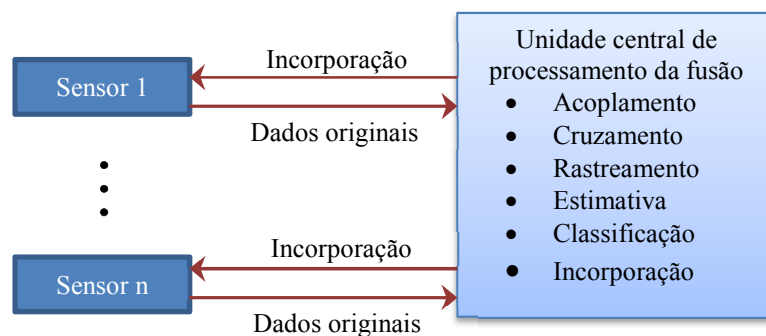 Incorporação
Sensor 1
Dados originais
Incorporação
Sensor n
Dados originais
Unidade central de
processamento da fusão
• Acoplamento
• Cruzamento
• Rastreamento
• Estimativa
• Classificação
• Incorporação